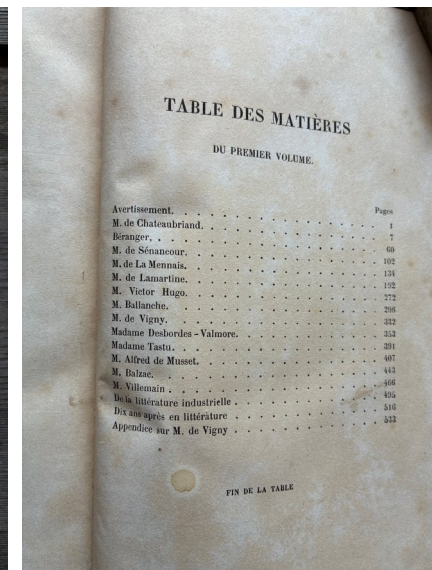 TABLE DES MATIÈRES
DU PREMIER VOLUME.
Pages
Avertissement. 1
M. de Chateaubriand. 7
Béranger. 60
M. de Sénancour. 102
M. de La Mennais. 134
M. de Lamartine. 192
M. Victor Hugo. 272
M. Ballanche. 296
M. de Vigny. 332
Madame Desbordes-Valmore. 353
Madame Tastu. 391
M. Alfred de Musset. 407
M. Balzac. 443
M. Villemain. 466
De la littérature industrielle. 495
Dix ans après en littérature. 516
Appendice sur M. de Vigny. 533
FIN DE LA TABLE